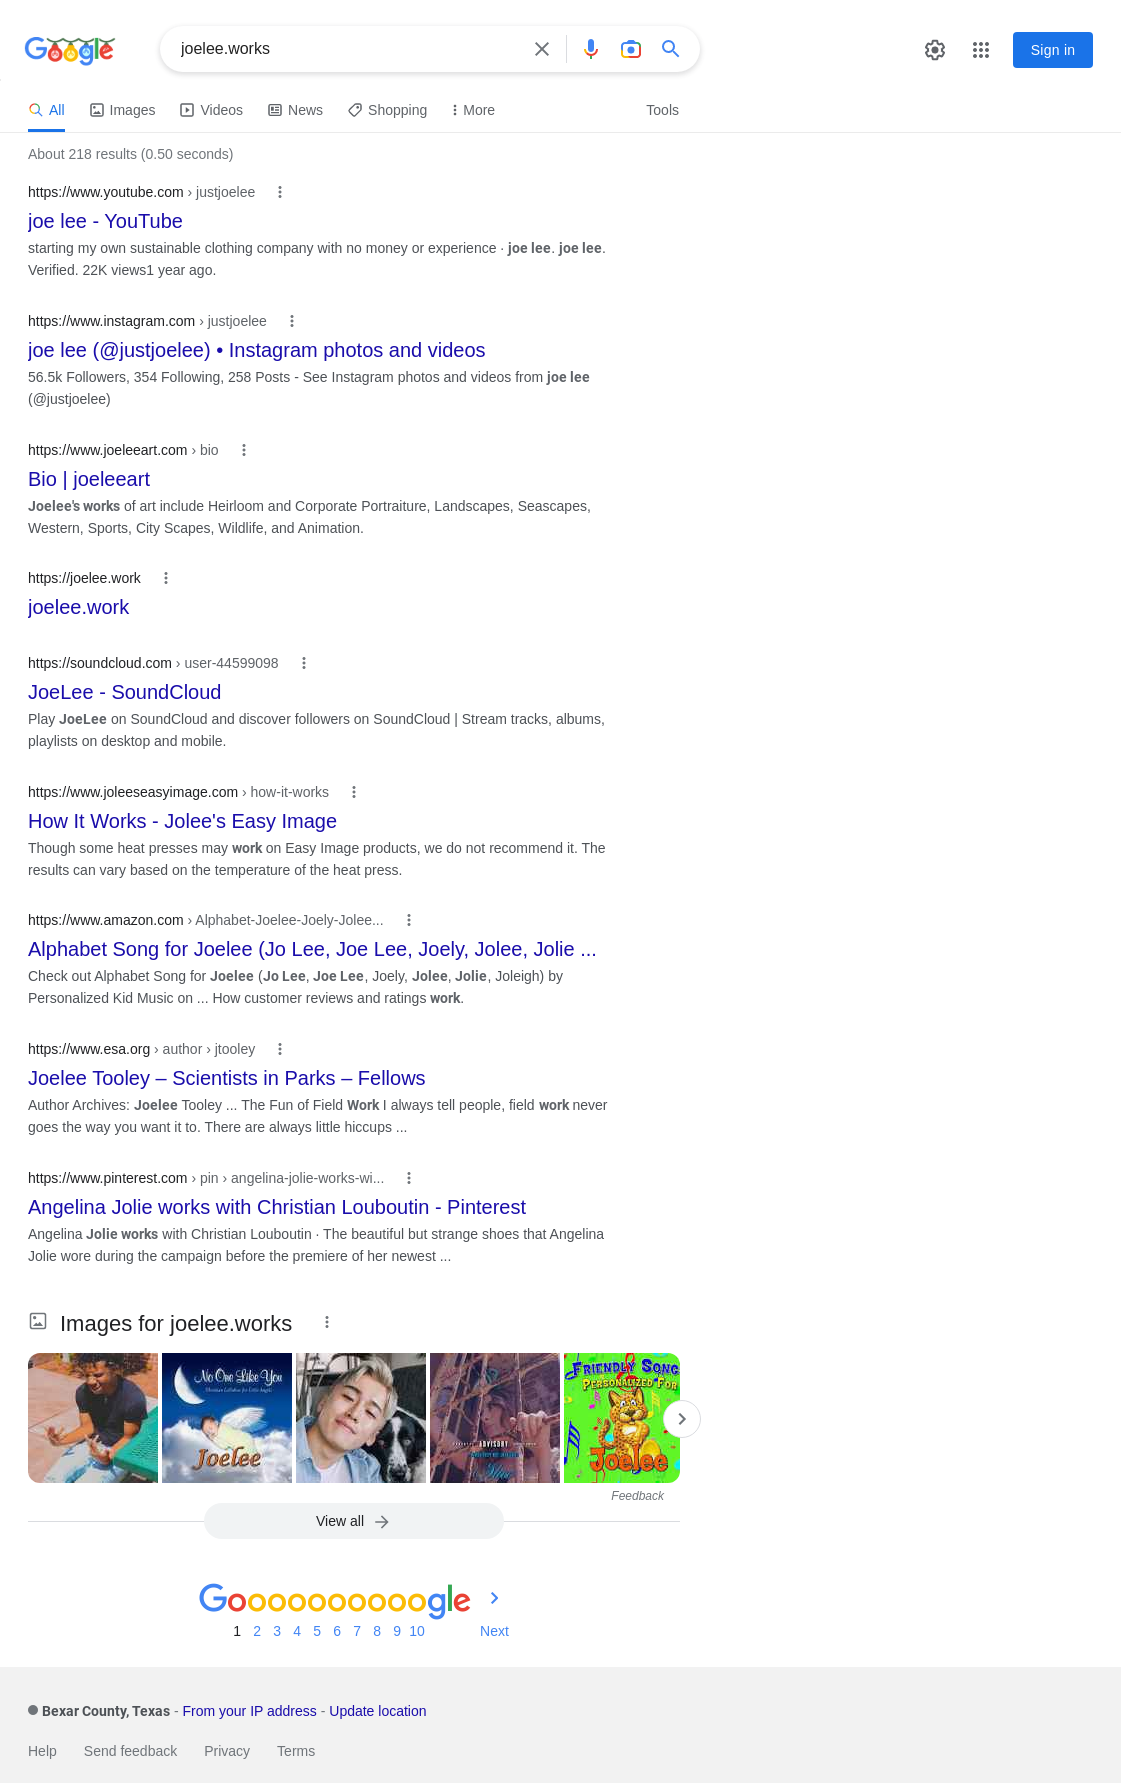 Google
joelee.works
Sign in
All Images Videos News Shopping More Tools
About 218 results (0.50 seconds)
https://www.youtube.com › justjoelee
joe lee - YouTube
starting my own sustainable clothing company with no money or experience · joe lee. joe lee.
Verified. 22K views1 year ago.
https://www.instagram.com › justjoelee
joe lee (@justjoelee) • Instagram photos and videos
56.5k Followers, 354 Following, 258 Posts - See Instagram photos and videos from joe lee
(@justjoelee)
https://www.joeleeart.com › bio
Bio | joeleeart
Joelee's works of art include Heirloom and Corporate Portraiture, Landscapes, Seascapes,
Western, Sports, City Scapes, Wildlife, and Animation.
https://joelee.work
joelee.work
https://soundcloud.com › user-44599098
JoeLee - SoundCloud
Play JoeLee on SoundCloud and discover followers on SoundCloud | Stream tracks, albums,
playlists on desktop and mobile.
https://www.joleeseasyimage.com › how-it-works
How It Works - Jolee's Easy Image
Though some heat presses may work on Easy Image products, we do not recommend it. The
results can vary based on the temperature of the heat press.
https://www.amazon.com › Alphabet-Joelee-Joely-Jolee...
Alphabet Song for Joelee (Jo Lee, Joe Lee, Joely, Jolee, Jolie ...
Check out Alphabet Song for Joelee (Jo Lee, Joe Lee, Joely, Jolee, Jolie, Joleigh) by
Personalized Kid Music on ... How customer reviews and ratings work.
https://www.esa.org › author › jtooley
Joelee Tooley – Scientists in Parks – Fellows
Author Archives: Joelee Tooley ... The Fun of Field Work I always tell people, field work never
goes the way you want it to. There are always little hiccups ...
https://www.pinterest.com › pin › angelina-jolie-works-wi...
Angelina Jolie works with Christian Louboutin - Pinterest
Angelina Jolie works with Christian Louboutin · The beautiful but strange shoes that Angelina
Jolie wore during the campaign before the premiere of her newest ...
Images for joelee.works
No One Like You
Joelee
ADVISORY
FRIENDLY SONG
PERSONALIZED FOR
Joelee
Feedback
View all
Goooooooooogle
1 2 3 4 5 6 7 8 9 10 Next
Bexar County, Texas - From your IP address - Update location
Help Send feedback Privacy Terms